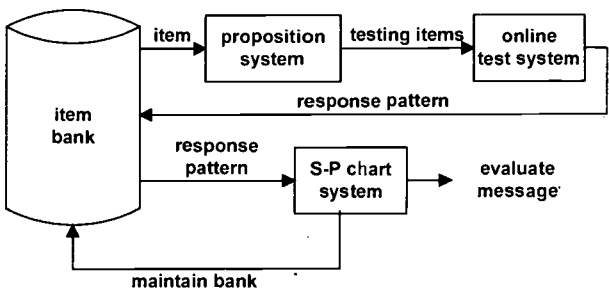 item
proposition
system
testing items
online
test system
response pattern
item
bank
response
pattern
S-P chart
system
evaluate
message
maintain bank